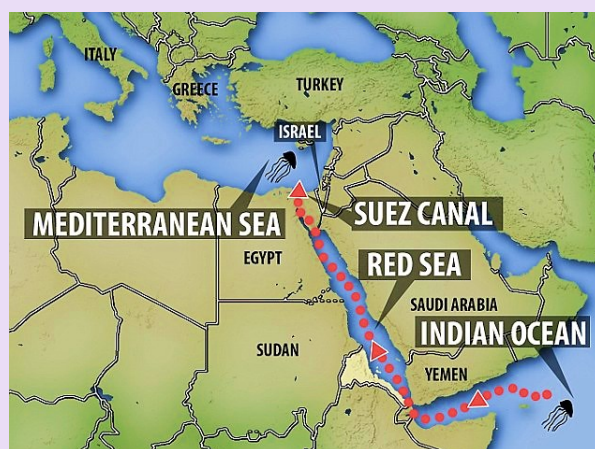 ITALY
GREECE
TURKEY
ISRAEL
MEDITERRANEAN SEA
SUEZ CANAL
EGYPT
RED SEA
SAUDI ARABIA
INDIAN OCEAN
SUDAN
YEMEN